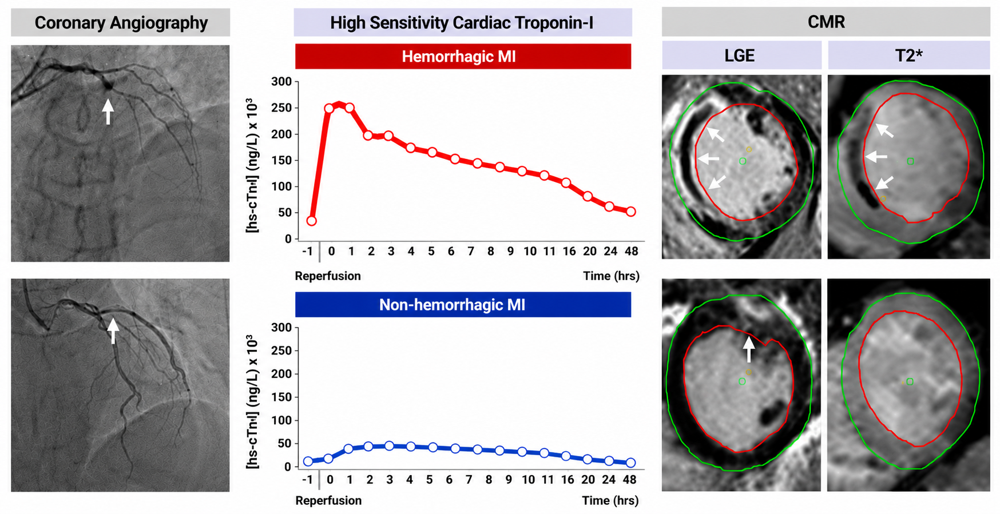 Coronary Angiography
High Sensitivity Cardiac Troponin-I
CMR
Hemorrhagic MI
LGE
T2*
[hs-cTn-I] (ng/L) x 10³
300
250
200
150
100
50
0
-1 0 1 2 3 4 5 6 7 8 9 10 11 16 20 24 48
Reperfusion
Time (hrs)
Non-hemorrhagic MI
[hs-cTn-I] (ng/L) x 10³
300
250
200
150
100
50
0
-1 0 1 2 3 4 5 6 7 8 9 10 11 16 20 24 48
Reperfusion
Time (hrs)